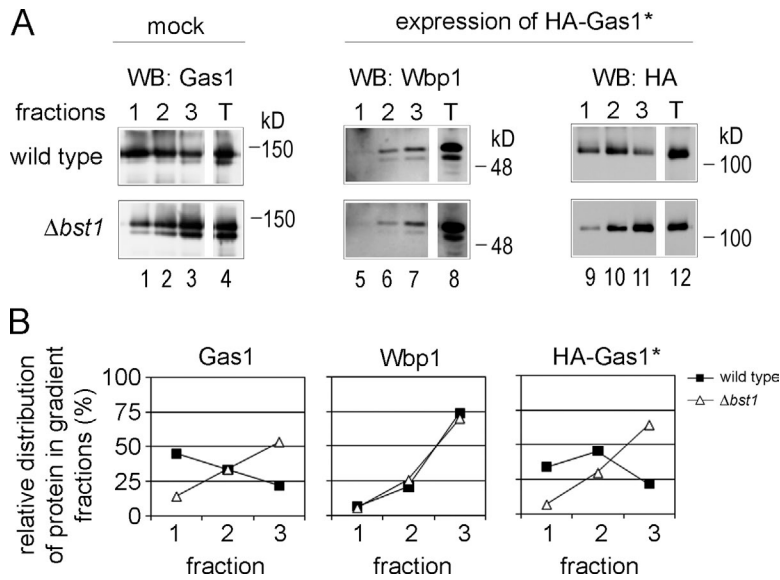 A
mock
expression of HA-Gas1*
WB: Gas1
WB: Wbp1
WB: HA
fractions 1 2 3 T
1 2 3 T
1 2 3 T
kD
kD
kD
wild type
150
48
100
Δbst1
150
48
100
1 2 3 4
5 6 7 8
9 10 11 12
B
Gas1
Wbp1
HA-Gas1*
relative distribution
of protein in gradient
fractions (%)
100
75
50
25
0
wild type
Δbst1
1 2 3
1 2 3
1 2 3
fraction
fraction
fraction